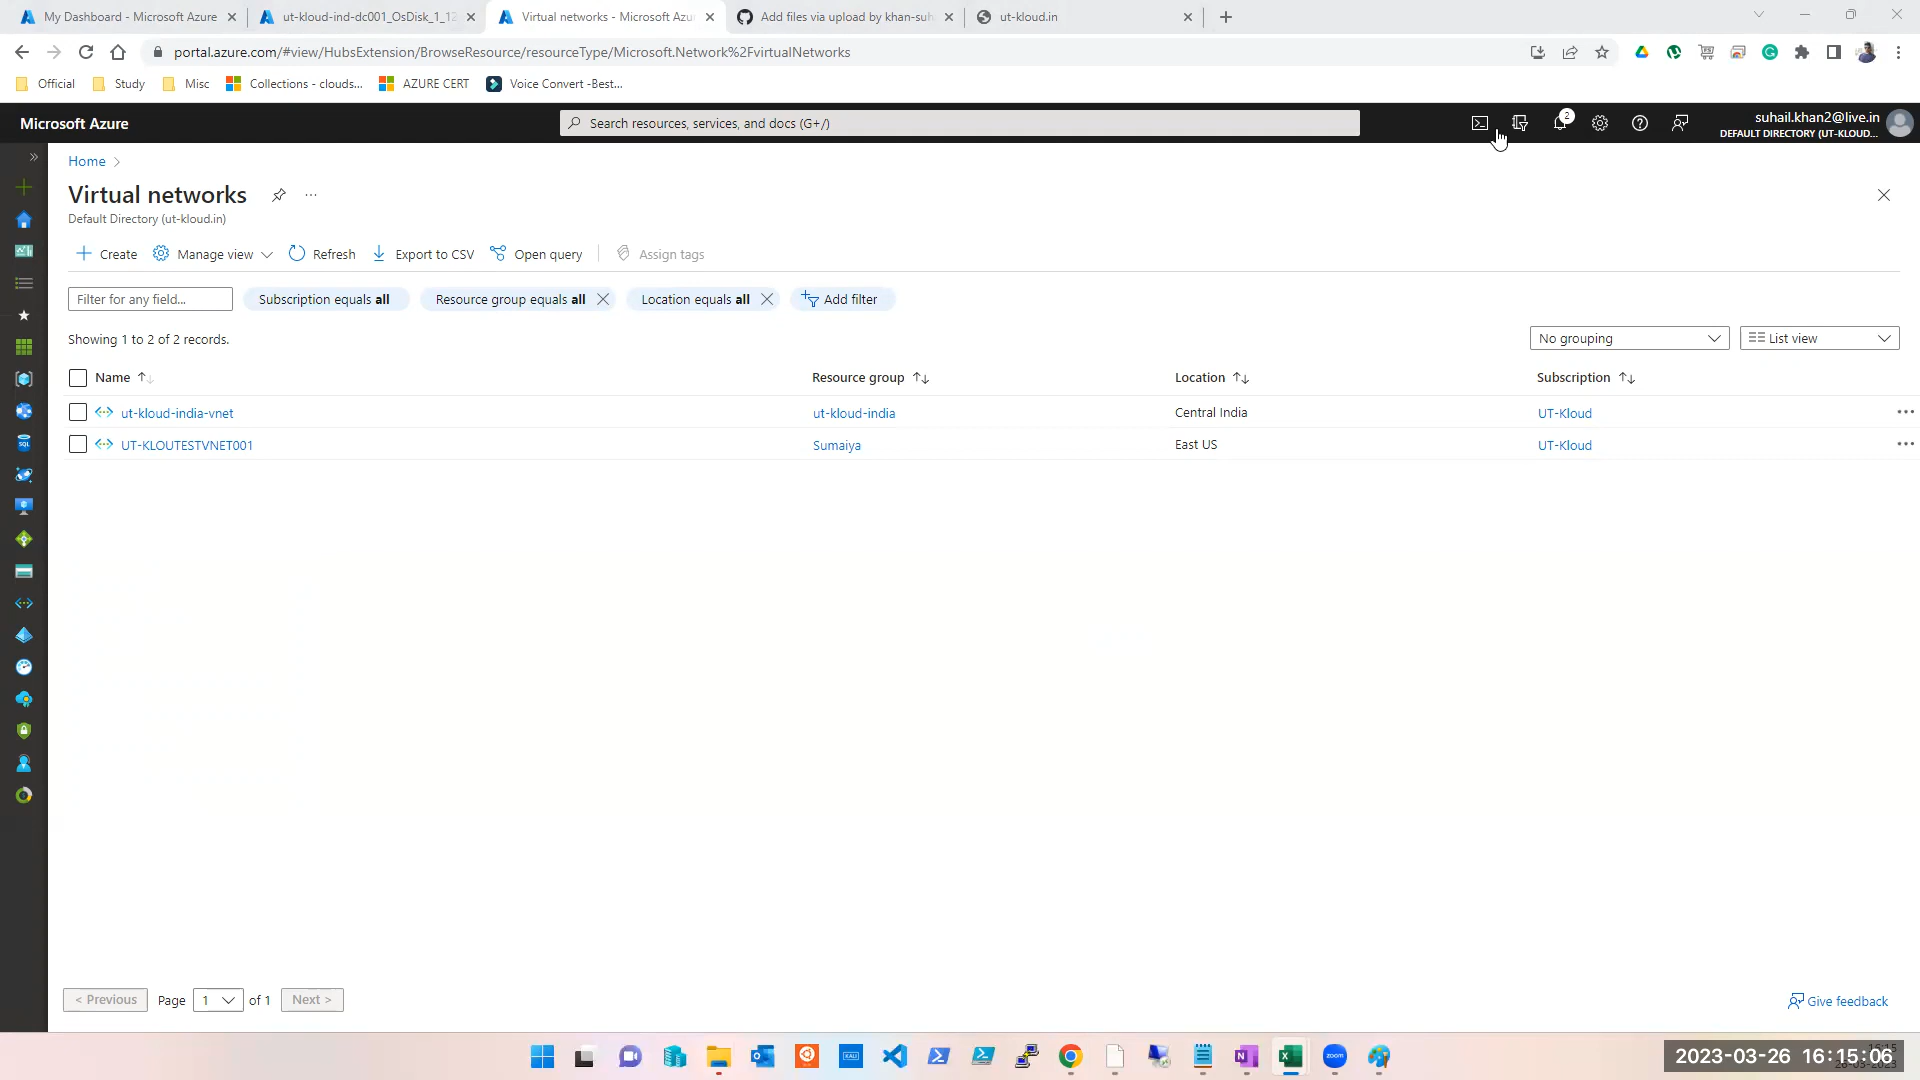 My Dashboard - Microsoft Azure
ut-kloud-ind-dc001_OsDisk_1_12
Virtual networks - Microsoft Azu
Add files via upload by khan-suh
ut-kloud.in
portal.azure.com/#view/HubsExtension/BrowseResource/resourceType/Microsoft.Network%2FvirtualNetworks
Official
Study
Misc
Collections - clouds...
AZURE CERT
Voice Convert -Best...
Microsoft Azure
Search resources, services, and docs (G+/)
2
suhail.khan2@live.in
DEFAULT DIRECTORY (UT-KLOUD...
Home
Virtual networks
Default Directory (ut-kloud.in)
Create
Manage view
Refresh
Export to CSV
Open query
Assign tags
Filter for any field...
Subscription equals all
Resource group equals all
Location equals all
Add filter
Showing 1 to 2 of 2 records.
No grouping
List view
Name
Resource group
Location
Subscription
ut-kloud-india-vnet
ut-kloud-india
Central India
UT-Kloud
UT-KLOUTESTVNET001
Sumaiya
East US
UT-Kloud
< Previous
Page
1
of 1
Next >
Give feedback
zoom
2023-03-26 16:15:06